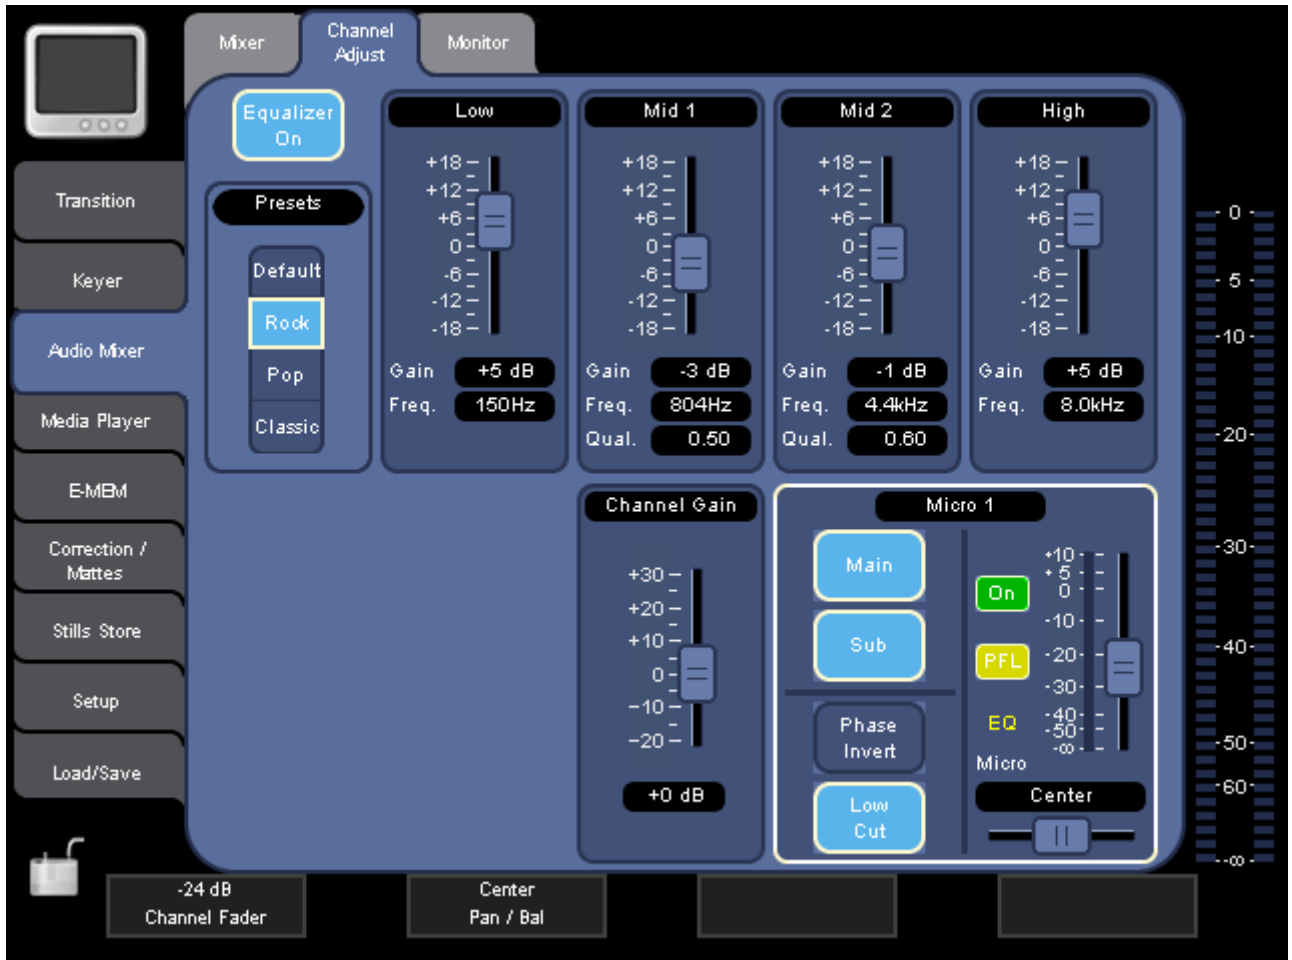 Mixer
Channel
Adjust
Monitor
Transition
Keyer
Audio Mixer
Media Player
E-MEM
Correction /
Mattes
Stills Store
Setup
Load/Save
Equalizer
On
Presets
Default
Rock
Pop
Classic
Low
+18
+12
+6
0
-6
-12
-18
Gain +5 dB
Freq. 150Hz
Mid 1
+18
+12
+6
0
-6
-12
-18
Gain -3 dB
Freq. 804Hz
Qual. 0.50
Mid 2
+18
+12
+6
0
-6
-12
-18
Gain -1 dB
Freq. 4.4kHz
Qual. 0.60
High
+18
+12
+6
0
-6
-12
-18
Gain +5 dB
Freq. 8.0kHz
Channel Gain
+30
+20
+10
0
-10
-20
+0 dB
Micro 1
Main
Sub
Phase
Invert
Low
Cut
On
PFL
EQ
Micro
+10
+5
0
-10
-20
-30
-40
-50
-∞
Center
0
-5
-10
-20
-30
-40
-50
-60
-∞
-24 dB
Channel Fader
Center
Pan / Bal